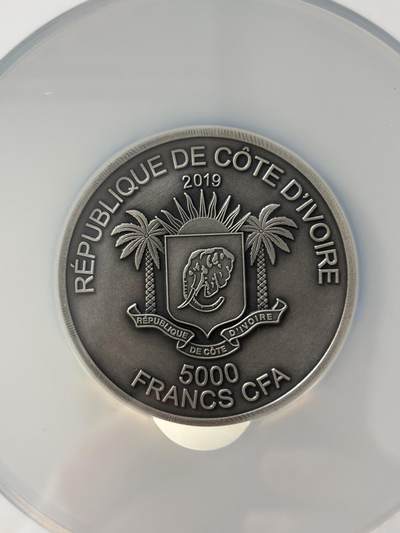 RÉPUBLIQUE DE CÔTE D'IVOIRE
2019
RÉPUBLIQUE
DE CÔTE
D'IVOIRE
5000
FRANCS CFA